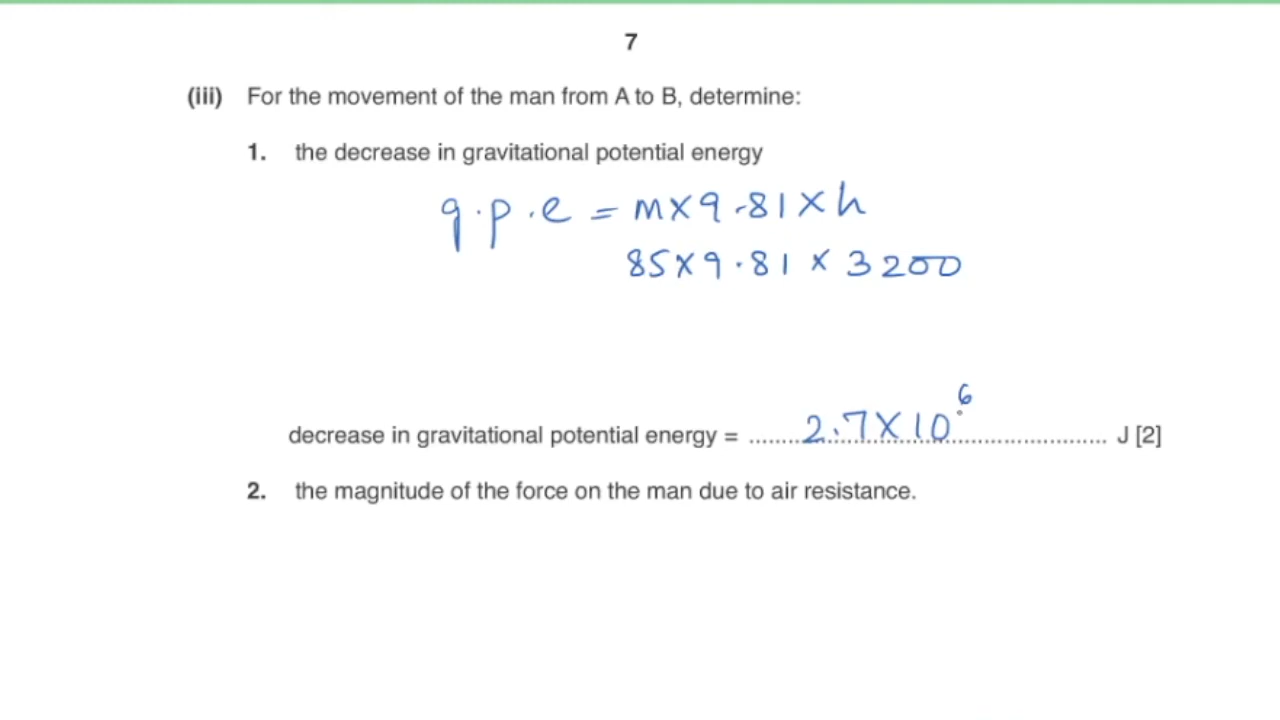 7
(iii) For the movement of the man from A to B, determine:
1. the decrease in gravitational potential energy
g.p.e = m×9.81×h
85×9.81×3200
decrease in gravitational potential energy = ........2.7×10⁶........ J [2]
2. the magnitude of the force on the man due to air resistance.